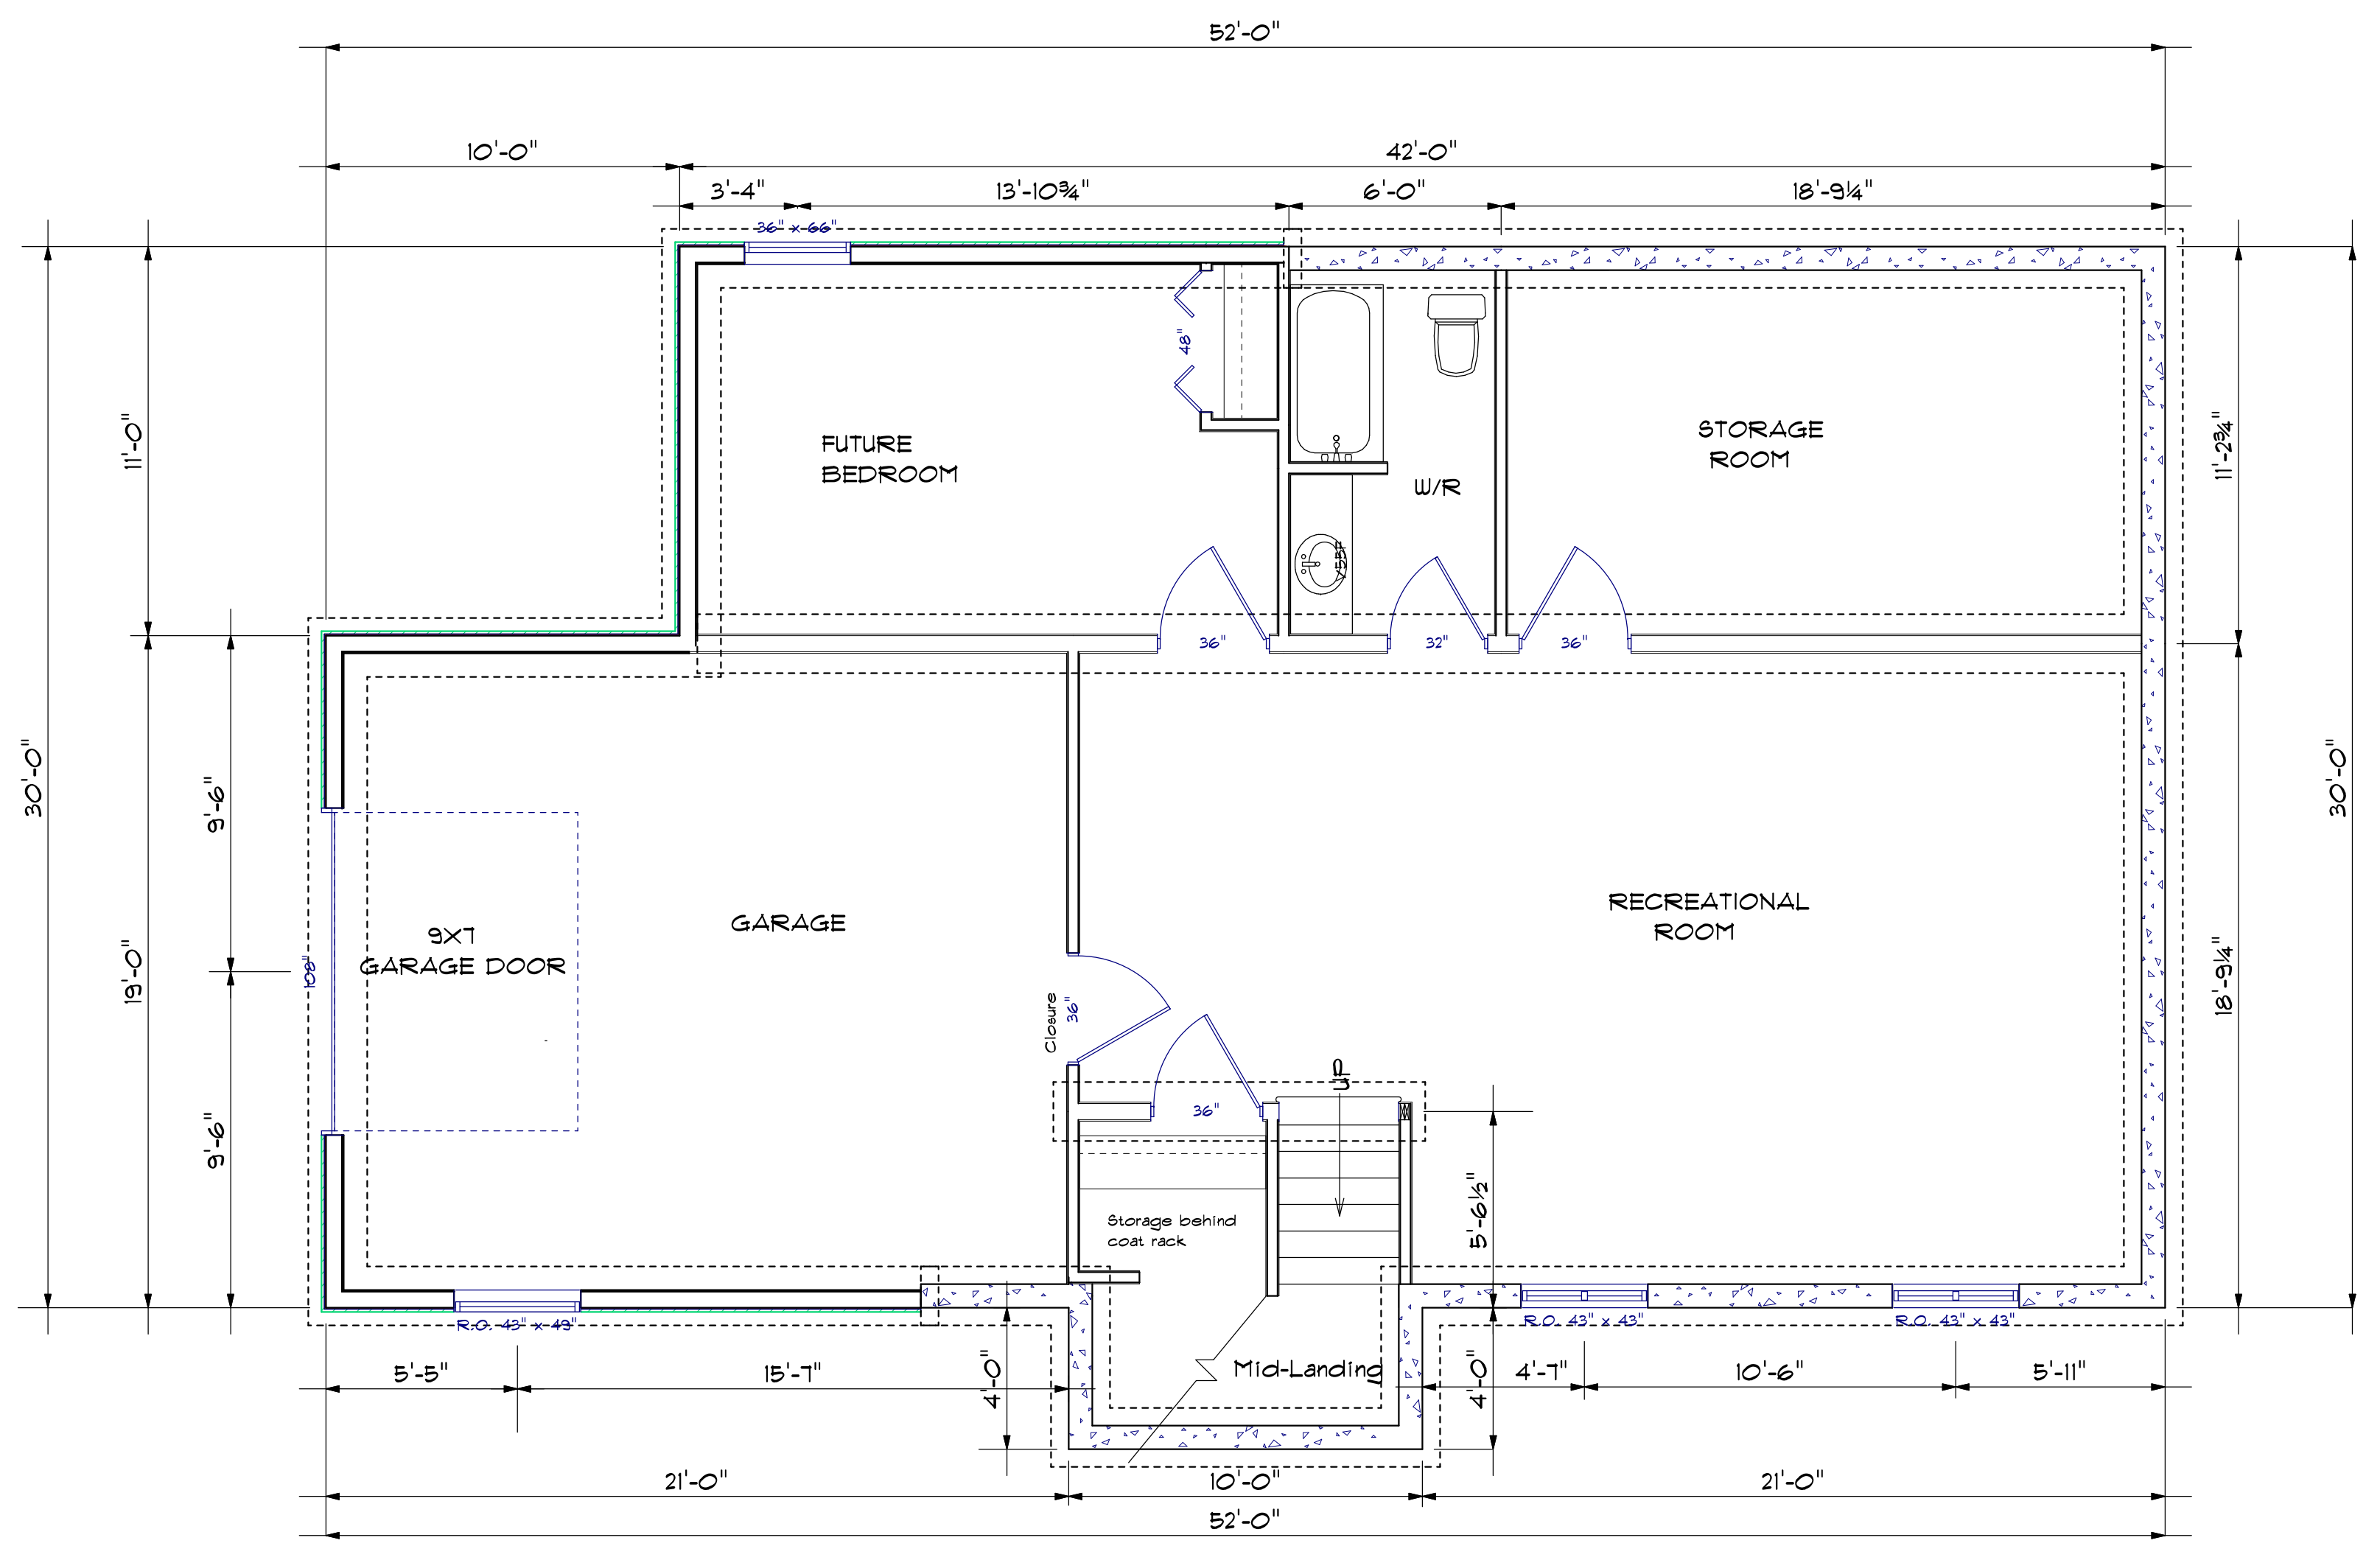 52'-0"
10'-0"
42'-0"
3'-4"
13'-10¾"
6'-0"
18'-9¼"
36" x 66"
48"
11'-0"
FUTURE
BEDROOM
STORAGE
ROOM
11'-2¾"
W/R
36"
32"
36"
30'-0"
9'-6"
30'-0"
RECREATIONAL
ROOM
GARAGE
9X7
GARAGE DOOR
108"
19'-0"
18'-9¼"
Closure
36"
UP
36"
9'-6"
5'-6½"
Storage behind
coat rack
R.O. 43" x 43"
R.O. 43" x 43"
5'-5"
15'-7"
4'-0"
Mid-Landing
4'-0"
4'-7"
10'-6"
5'-11"
21'-0"
10'-0"
21'-0"
52'-0"